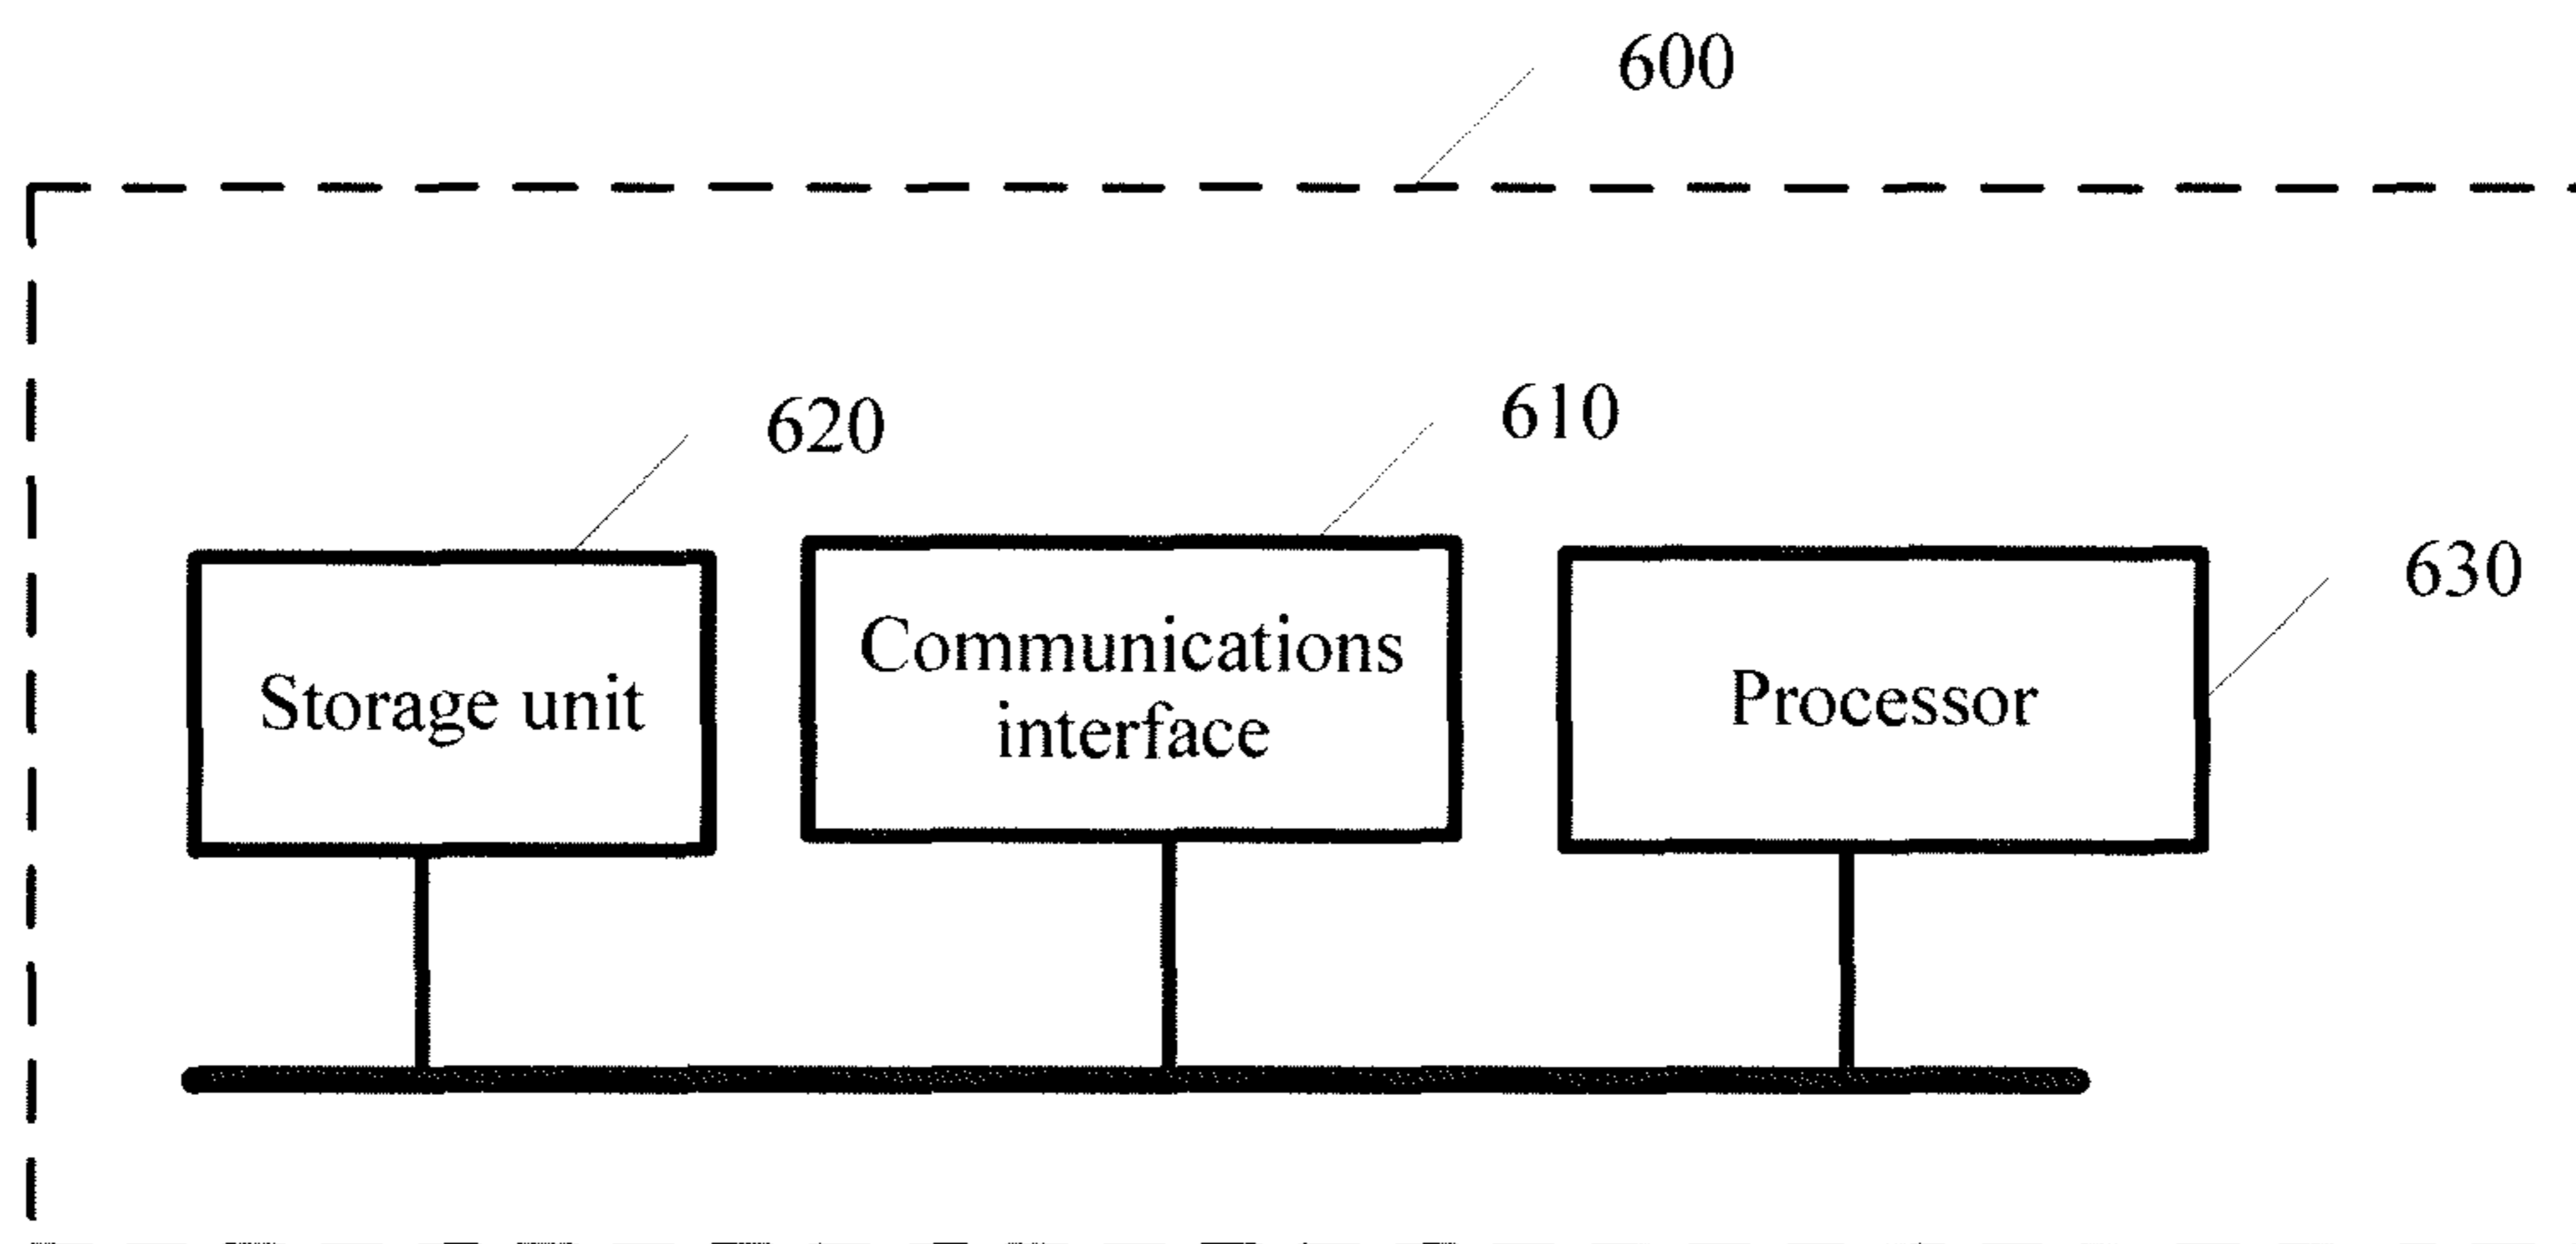 600
620
610
630
Storage unit
Communications
interface
Processor